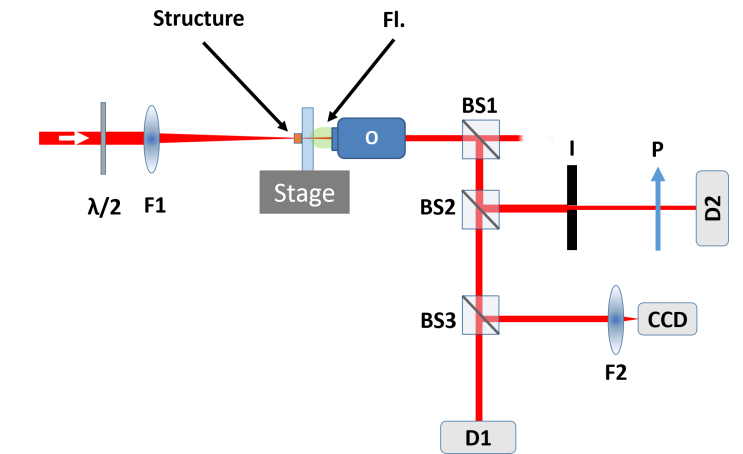 Structure
Fl.
BS1
O
I
P
λ/2
F1
Stage
BS2
D2
BS3
CCD
F2
D1